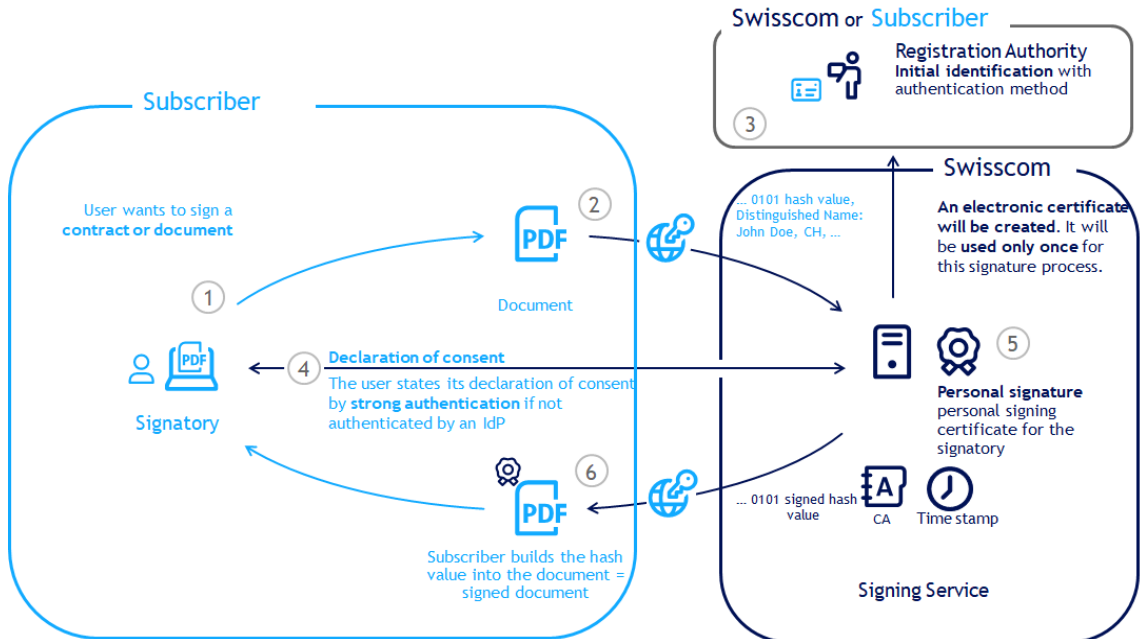 Swisscom or Subscriber
Registration Authority
Initial identification with
authentication method
3
Subscriber
Swisscom
User wants to sign a
contract or document
1
PDF
2
Document
... 0101 hash value,
Distinguished Name:
John Doe, CH, ...
An electronic certificate
will be created. It will
be used only once for
this signature process.
PDF
Signatory
4
Declaration of consent
The user states its declaration of consent
by strong authentication if not
authenticated by an IdP
5
Personal signature
personal signing
certificate for the
signatory
6
PDF
Subscriber builds the hash
value into the document =
signed document
... 0101 signed hash
value
A
CA
Time stamp
Signing Service